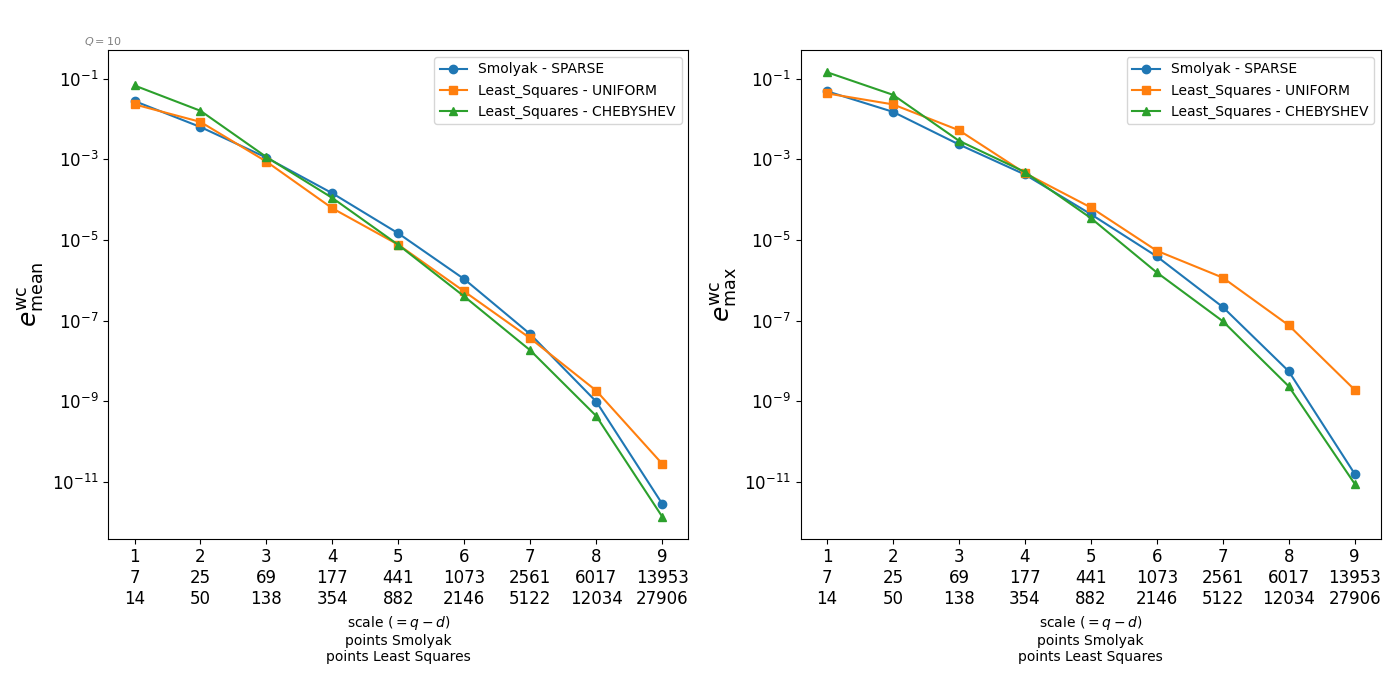 Q = 10
Smolyak - SPARSE
Least_Squares - UNIFORM
Least_Squares - CHEBYSHEV
10⁻¹
10⁻³
10⁻⁵
10⁻⁷
10⁻⁹
10⁻¹¹
e^wc_mean
1 2 3 4 5 6 7 8 9
7 25 69 177 441 1073 2561 6017 13953
14 50 138 354 882 2146 5122 12034 27906
scale (= q − d)
points Smolyak
points Least Squares
Smolyak - SPARSE
Least_Squares - UNIFORM
Least_Squares - CHEBYSHEV
10⁻¹
10⁻³
10⁻⁵
10⁻⁷
10⁻⁹
10⁻¹¹
e^wc_max
1 2 3 4 5 6 7 8 9
7 25 69 177 441 1073 2561 6017 13953
14 50 138 354 882 2146 5122 12034 27906
scale (= q − d)
points Smolyak
points Least Squares